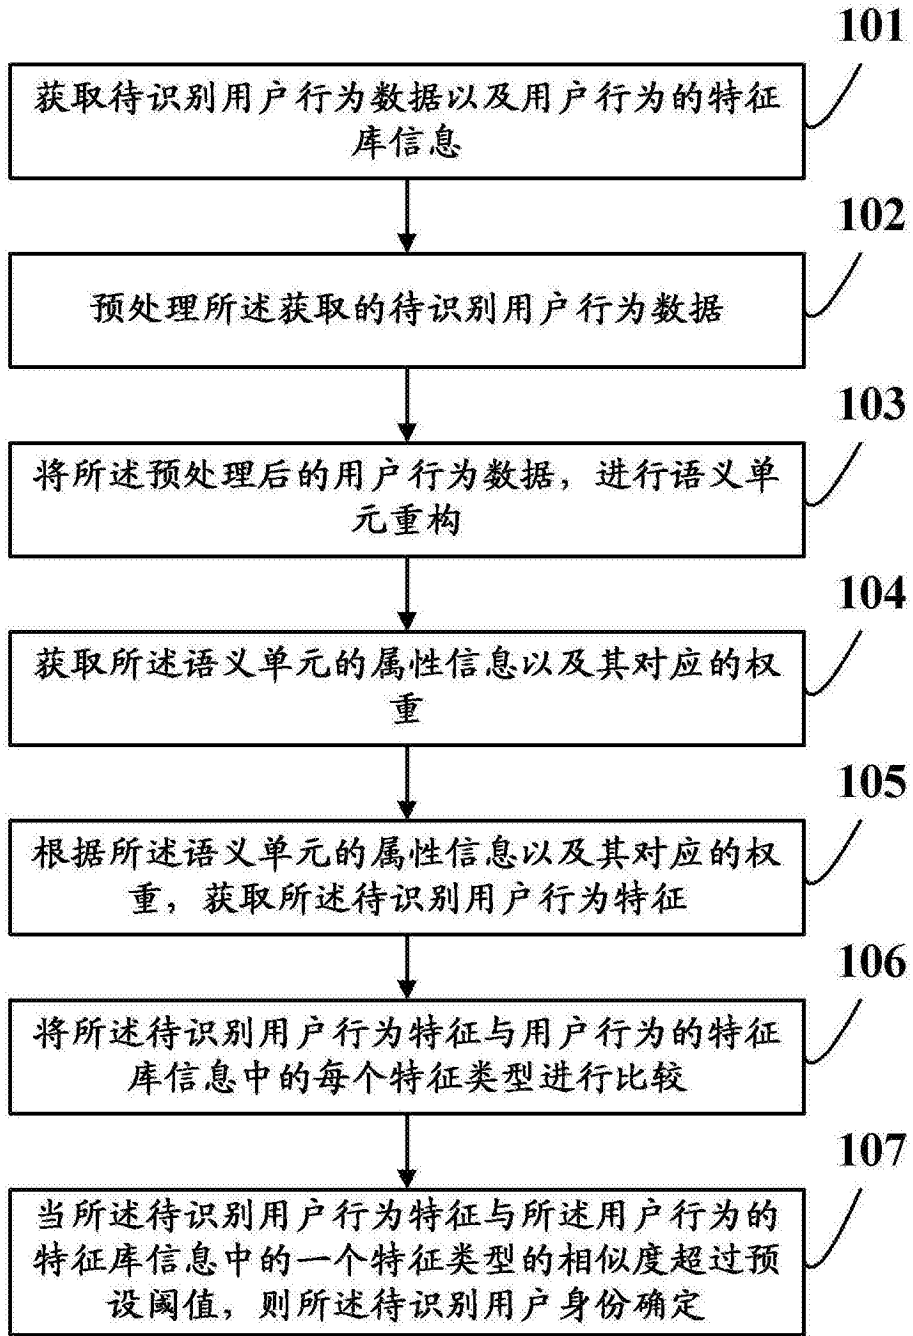 101
获取待识别用户行为数据以及用户行为的特征
库信息
102
预处理所述获取的待识别用户行为数据
103
将所述预处理后的用户行为数据，进行语义单
元重构
104
获取所述语义单元的属性信息以及其对应的权
重
105
根据所述语义单元的属性信息以及其对应的权
重，获取所述待识别用户行为特征
106
将所述待识别用户行为特征与用户行为的特征
库信息中的每个特征类型进行比较
107
当所述待识别用户行为特征与所述用户行为的
特征库信息中的一个特征类型的相似度超过预
设阈值，则所述待识别用户身份确定